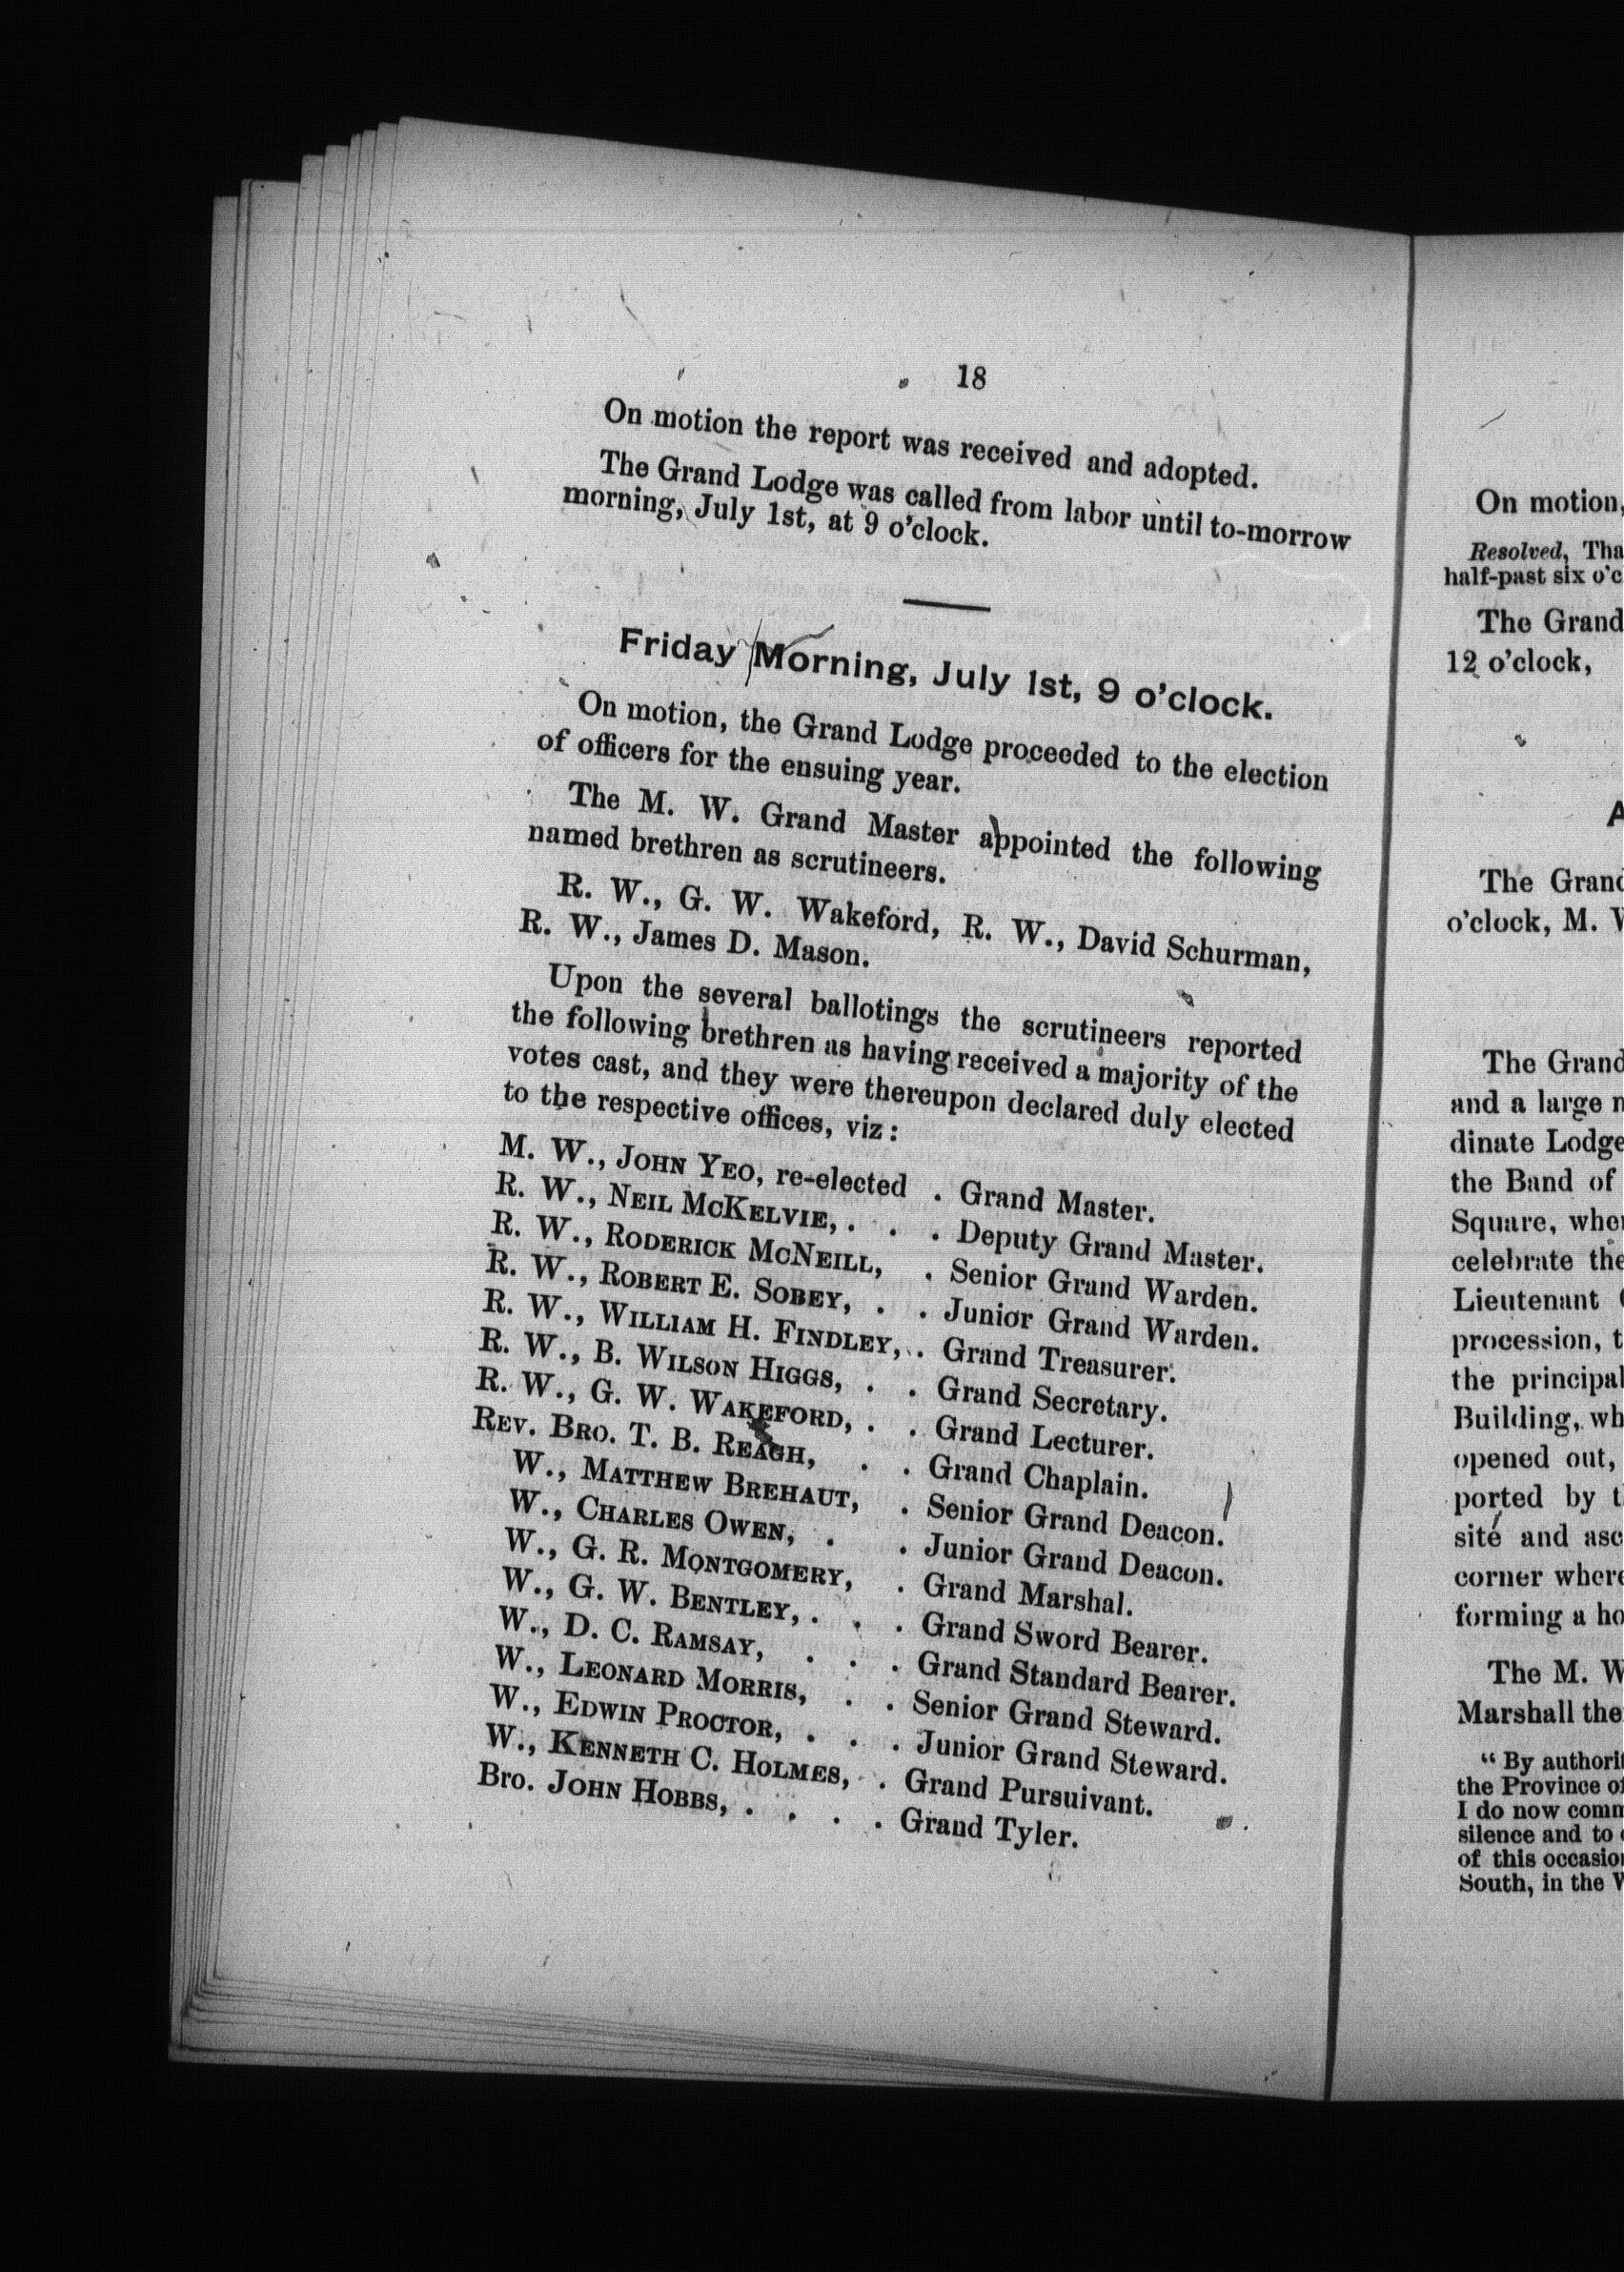 18
On motion the report was received and adopted.
The Grand Lodge was called from labor until to-morrow
morning, July 1st, at 9 o'clock.
Friday Morning, July 1st, 9 o'clock.
On motion, the Grand Lodge proceeded to the election
of officers for the ensuing year.
The M. W. Grand Master appointed the following
named brethren as scrutineers.
R. W., G. W. Wakeford, R. W., David Schurman,
R. W., James D. Mason.
Upon the several ballotings the scrutineers reported
the following brethren as having received a majority of the
votes cast, and they were thereupon declared duly elected
to the respective offices, viz:
M. W., JOHN YEO, re-elected . Grand Master.
R. W., NEIL MCKELVIE, . . . Deputy Grand Master.
R. W., RODERICK MCNEILL, . Senior Grand Warden.
R. W., ROBERT E. SOBEY, . . Junior Grand Warden.
R. W., WILLIAM H. FINDLEY, . . Grand Treasurer.
R. W., B. WILSON HIGGS, . . Grand Secretary.
R. W., G. W. WAKEFORD, . . Grand Lecturer.
REV. BRO. T. B. REAGH, . . Grand Chaplain.
W., MATTHEW BREHAUT, . Senior Grand Deacon.
W., CHARLES OWEN, . . Junior Grand Deacon.
W., G. R. MONTGOMERY, . Grand Marshal.
W., G. W. BENTLEY, . . . Grand Sword Bearer.
W., D. C. RAMSAY, . . . Grand Standard Bearer.
W., LEONARD MORRIS, . . Senior Grand Steward.
W., EDWIN PROCTOR, . . . Junior Grand Steward.
W., KENNETH C. HOLMES, . Grand Pursuivant.
Bro. JOHN HOBBS, . . . . Grand Tyler.
On motion,
Resolved, Tha
half-past six o'c
The Grand
12 o'clock,
A
The Grand
o'clock, M. W
The Grand
and a large
dinate Lodge
the Band of
Square, wher
celebrate the
Lieutenant
procession, t
the principal
Building, wh
opened out,
ported by t
site and asc
corner where
forming a ho
The M. W
Marshall the
"By authorit
the Province of
I do now comm
silence and to
of this occasion
South, in the W